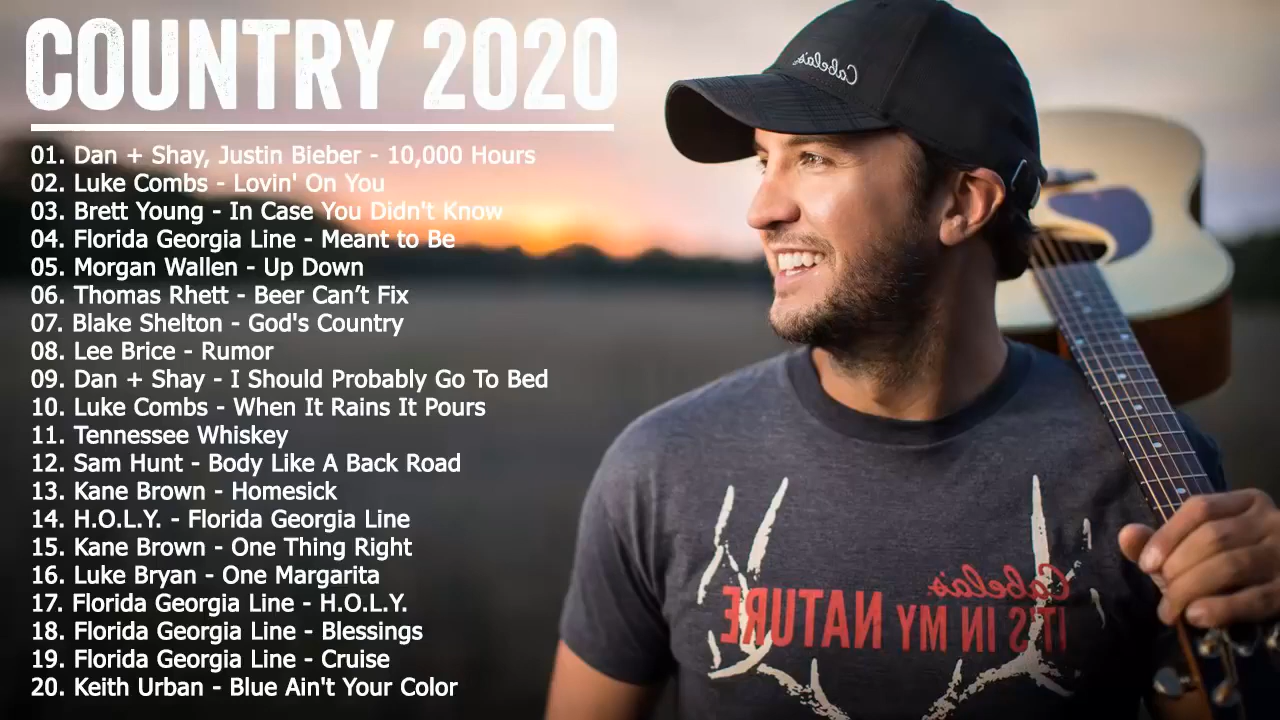 COUNTRY 2020
01. Dan + Shay, Justin Bieber - 10,000 Hours
02. Luke Combs - Lovin' On You
03. Brett Young - In Case You Didn't Know
04. Florida Georgia Line - Meant to Be
05. Morgan Wallen - Up Down
06. Thomas Rhett - Beer Can’t Fix
07. Blake Shelton - God's Country
08. Lee Brice - Rumor
09. Dan + Shay - I Should Probably Go To Bed
10. Luke Combs - When It Rains It Pours
11. Tennessee Whiskey
12. Sam Hunt - Body Like A Back Road
13. Kane Brown - Homesick
14. H.O.L.Y. - Florida Georgia Line
15. Kane Brown - One Thing Right
16. Luke Bryan - One Margarita
17. Florida Georgia Line - H.O.L.Y.
18. Florida Georgia Line - Blessings
19. Florida Georgia Line - Cruise
20. Keith Urban - Blue Ain't Your Color
Cabela's
Cabela's
IT'S IN MY NATURE